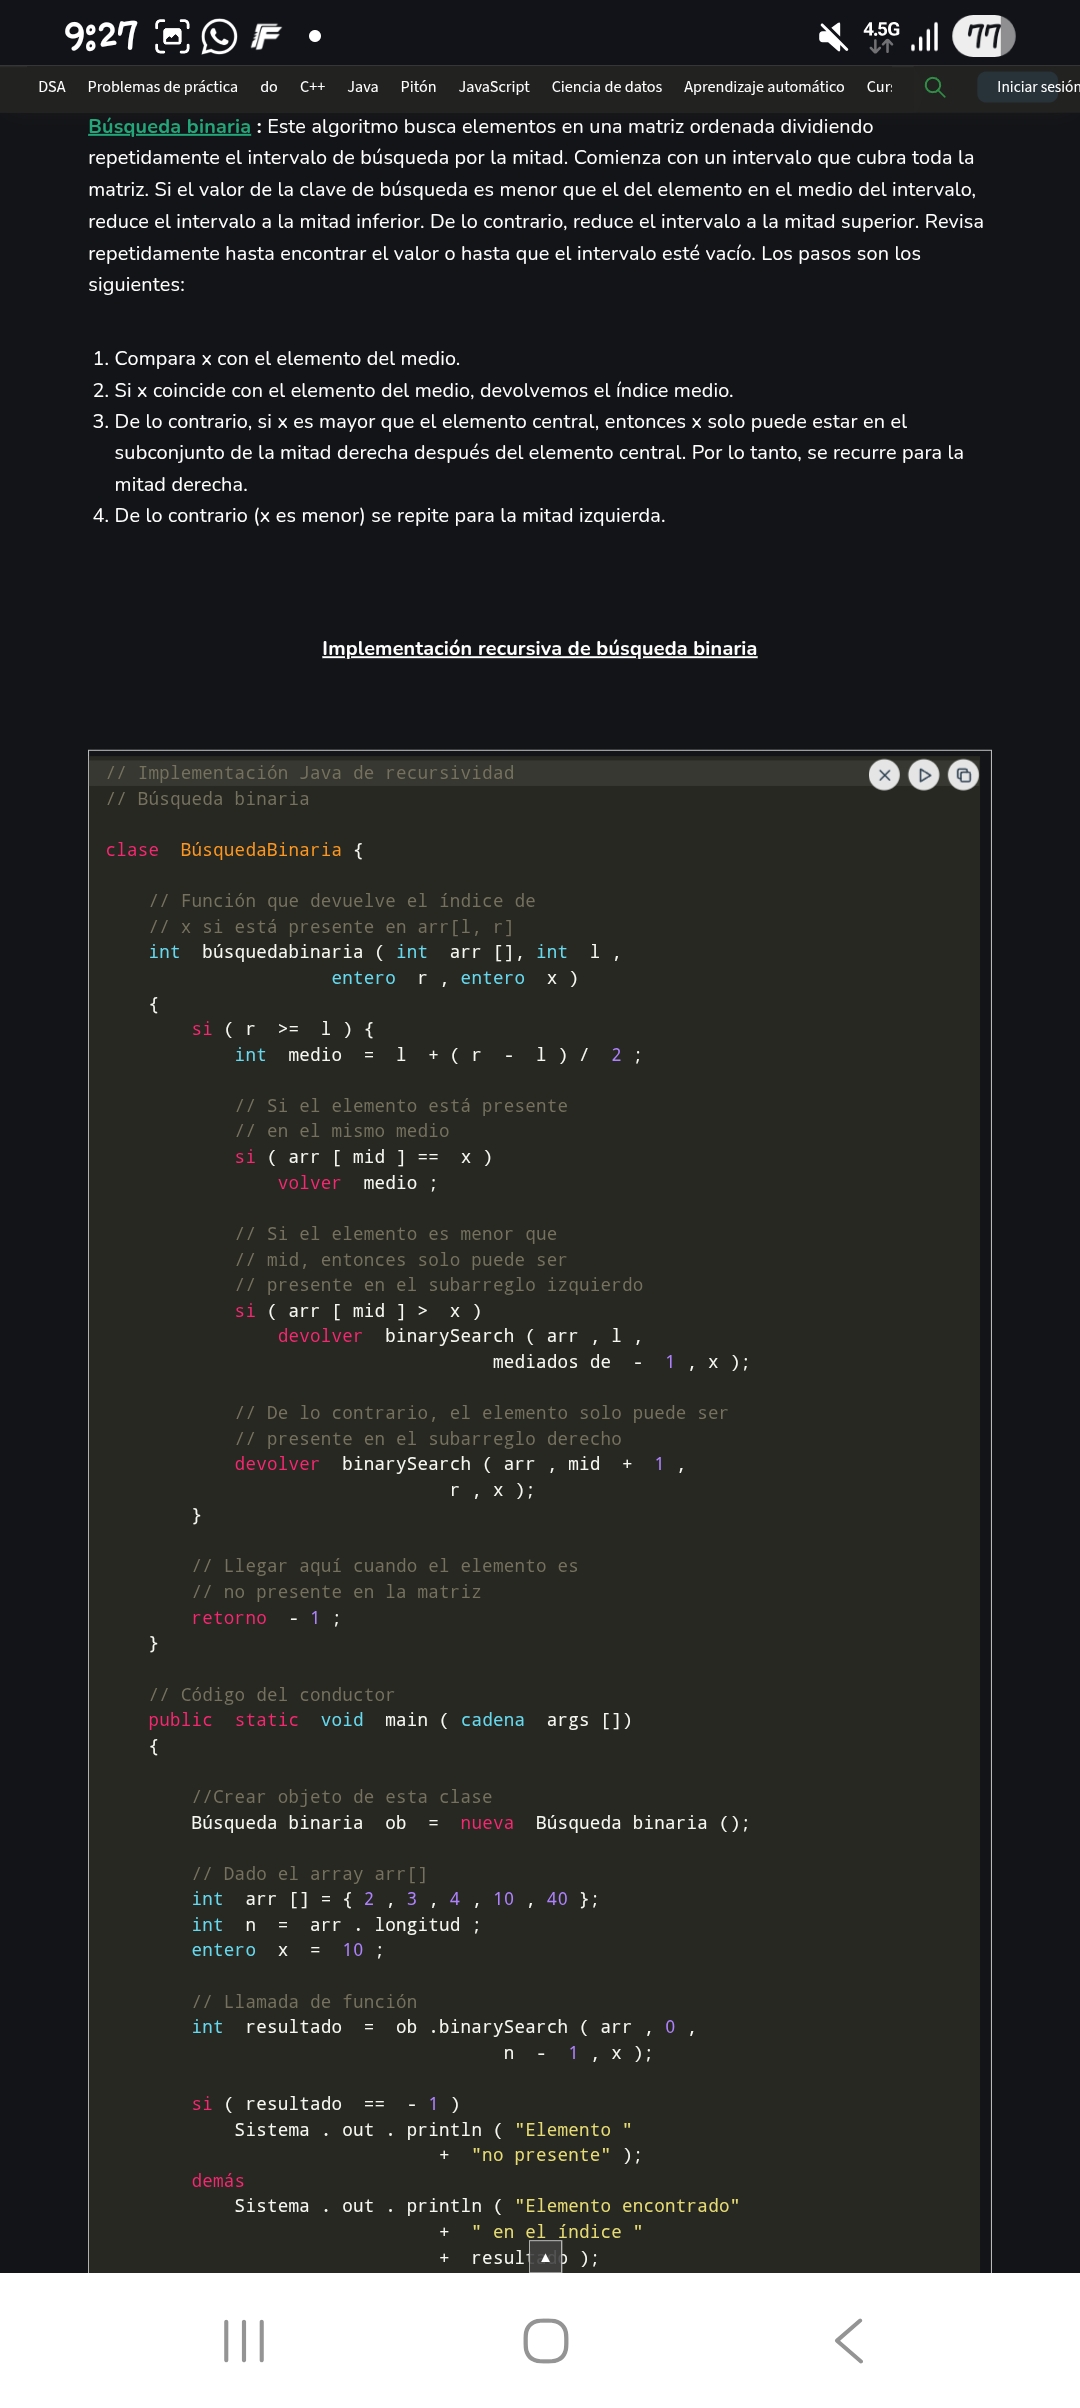 9:27
4.5G
77
DSA Problemas de práctica do C++ Java Pitón JavaScript Ciencia de datos Aprendizaje automático Cur Iniciar sesión
Búsqueda binaria : Este algoritmo busca elementos en una matriz ordenada dividiendo
repetidamente el intervalo de búsqueda por la mitad. Comienza con un intervalo que cubra toda la
matriz. Si el valor de la clave de búsqueda es menor que el del elemento en el medio del intervalo,
reduce el intervalo a la mitad inferior. De lo contrario, reduce el intervalo a la mitad superior. Revisa
repetidamente hasta encontrar el valor o hasta que el intervalo esté vacío. Los pasos son los
siguientes:
1. Compara x con el elemento del medio.
2. Si x coincide con el elemento del medio, devolvemos el índice medio.
3. De lo contrario, si x es mayor que el elemento central, entonces x solo puede estar en el
subconjunto de la mitad derecha después del elemento central. Por lo tanto, se recurre para la
mitad derecha.
4. De lo contrario (x es menor) se repite para la mitad izquierda.
Implementación recursiva de búsqueda binaria
// Implementación Java de recursividad
// Búsqueda binaria
clase BúsquedaBinaria {
// Función que devuelve el índice de
// x si está presente en arr[l, r]
int búsquedabinaria ( int arr [], int l ,
entero r , entero x )
{
si ( r >= l ) {
int medio = l + ( r - l ) / 2 ;
// Si el elemento está presente
// en el mismo medio
si ( arr [ mid ] == x )
volver medio ;
// Si el elemento es menor que
// mid, entonces solo puede ser
// presente en el subarreglo izquierdo
si ( arr [ mid ] > x )
devolver binarySearch ( arr , l ,
mediados de - 1 , x );
// De lo contrario, el elemento solo puede ser
// presente en el subarreglo derecho
devolver binarySearch ( arr , mid + 1 ,
r , x );
}
// Llegar aquí cuando el elemento es
// no presente en la matriz
retorno - 1 ;
}
// Código del conductor
public static void main ( cadena args [])
{
//Crear objeto de esta clase
Búsqueda binaria ob = nueva Búsqueda binaria ();
// Dado el array arr[]
int arr [] = { 2 , 3 , 4 , 10 , 40 };
int n = arr . longitud ;
entero x = 10 ;
// Llamada de función
int resultado = ob .binarySearch ( arr , 0 ,
n - 1 , x );
si ( resultado == - 1 )
Sistema . out . println ( "Elemento "
+ "no presente" );
demás
Sistema . out . println ( "Elemento encontrado"
+ " en el índice "
+ resultado );